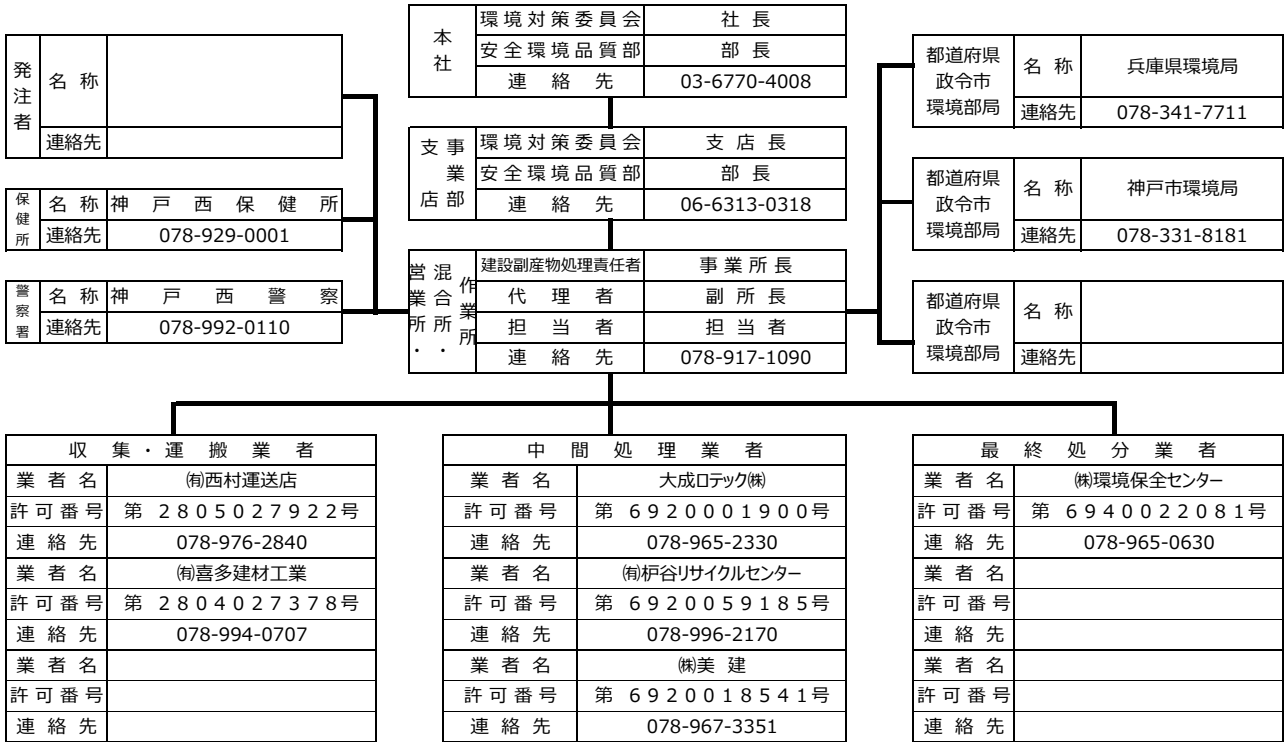 本社
環境対策委員会 社長
安全環境品質部 部長
連絡先 03-6770-4008
支店 事業部
環境対策委員会 支店長
安全環境品質部 部長
連絡先 06-6313-0318
営業所・混合所・作業所
建設副産物処理責任者 事業所長
代理者 副所長
担当者 担当者
連絡先 078-917-1090
発注者
名称
連絡先
保健所
名称 神戸西保健所
連絡先 078-929-0001
警察署
名称 神戸西警察
連絡先 078-992-0110
都道府県
政令市
環境部局
名称 兵庫県環境局
連絡先 078-341-7711
都道府県
政令市
環境部局
名称 神戸市環境局
連絡先 078-331-8181
都道府県
政令市
環境部局
名称
連絡先
収集・運搬業者
業者名 ㈲西村運送店
許可番号 第 2805027922号
連絡先 078-976-2840
業者名 ㈲喜多建材工業
許可番号 第 2804027378号
連絡先 078-994-0707
業者名
許可番号
連絡先
中間処理業者
業者名 大成ロテック㈱
許可番号 第 6920001900号
連絡先 078-965-2330
業者名 ㈲枦谷リサイクルセンター
許可番号 第 6920059185号
連絡先 078-996-2170
業者名 ㈱美建
許可番号 第 6920018541号
連絡先 078-967-3351
最終処分業者
業者名 ㈱環境保全センター
許可番号 第 6940022081号
連絡先 078-965-0630
業者名
許可番号
連絡先
業者名
許可番号
連絡先